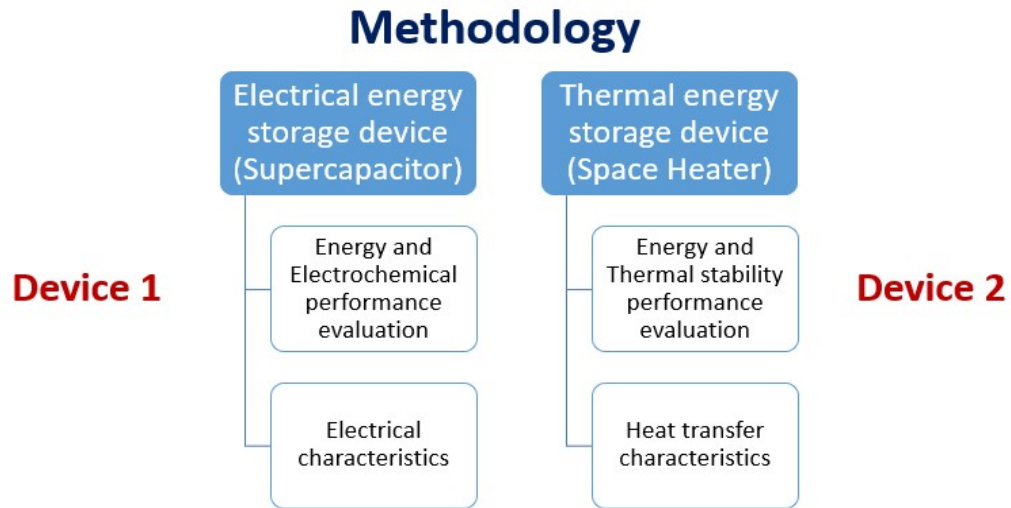 Methodology
Electrical energy
storage device
(Supercapacitor)
Energy and
Electrochemical
performance
evaluation
Electrical
characteristics
Device 1
Thermal energy
storage device
(Space Heater)
Energy and
Thermal stability
performance
evaluation
Heat transfer
characteristics
Device 2